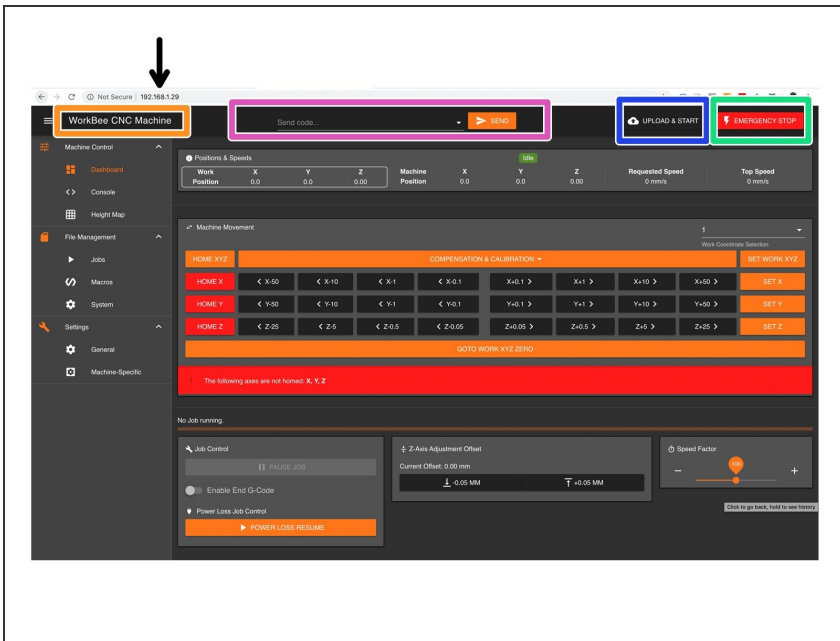 Not Secure | 192.168.1.29
WorkBee CNC Machine
Send code...
SEND
UPLOAD & START
EMERGENCY STOP
Machine Control
Dashboard
Console
Height Map
File Management
Jobs
Macros
System
Settings
General
Machine-Specific
Positions & Speeds
Idle
Work Position X Y Z Machine Position X Y Z Requested Speed Top Speed
0.0 0.0 0.00 0.0 0.0 0.00 0 mm/s 0 mm/s
Machine Movement
1
Work Coordinate Selection
HOME XYZ COMPENSATION & CALIBRATION SET WORK XYZ
HOME X X-50 X-10 X-1 X-0.1 X+0.1 X+1 X+10 X+50 SET X
HOME Y Y-50 Y-10 Y-1 Y-0.1 Y+0.1 Y+1 Y+10 Y+50 SET Y
HOME Z Z-25 Z-5 Z-0.5 Z-0.05 Z+0.05 Z+0.5 Z+5 Z+25 SET Z
GOTO WORK XYZ ZERO
! The following axes are not homed: X, Y, Z
No Job running.
Job Control
PAUSE JOB
Enable End G-Code
Power Loss Job Control
POWER LOSS RESUME
Z-Axis Adjustment Offset
Current Offset: 0.00 mm
-0.05 MM +0.05 MM
Speed Factor
100
Click to go back, hold to see history